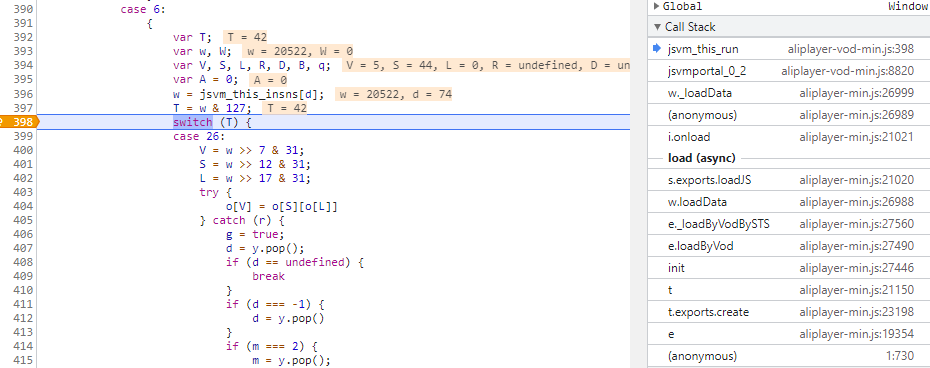 390 case 6:
391 {
392 var T; T = 42
393 var w, W; w = 20522, W = 0
394 var V, S, L, R, D, B, q; V = 5, S = 44, L = 0, R = undefined, D = un
395 var A = 0; A = 0
396 w = jsvm_this_insns[d]; w = 20522, d = 74
397 T = w & 127; T = 42
398 switch (T) {
399 case 26:
400 V = w >> 7 & 31;
401 S = w >> 12 & 31;
402 L = w >> 17 & 31;
403 try {
404 o[V] = o[S][o[L]]
405 } catch (r) {
406 g = true;
407 d = y.pop();
408 if (d == undefined) {
409 break
410 }
411 if (d === -1) {
412 d = y.pop()
413 }
414 if (m === 2) {
415 m = y.pop();
Global Window
Call Stack
jsvm_this_run aliplayer-vod-min.js:398
jsvmportal_0_2 aliplayer-vod-min.js:8820
w._loadData aliplayer-min.js:26999
(anonymous) aliplayer-min.js:26989
i.onload aliplayer-min.js:21021
load (async)
s.exports.loadJS aliplayer-min.js:21020
w.loadData aliplayer-min.js:26988
e._loadByVodBySTS aliplayer-min.js:27560
e.loadByVod aliplayer-min.js:27490
init aliplayer-min.js:27446
t aliplayer-min.js:21150
t.exports.create aliplayer-min.js:23198
e aliplayer-min.js:19354
(anonymous) 1:730